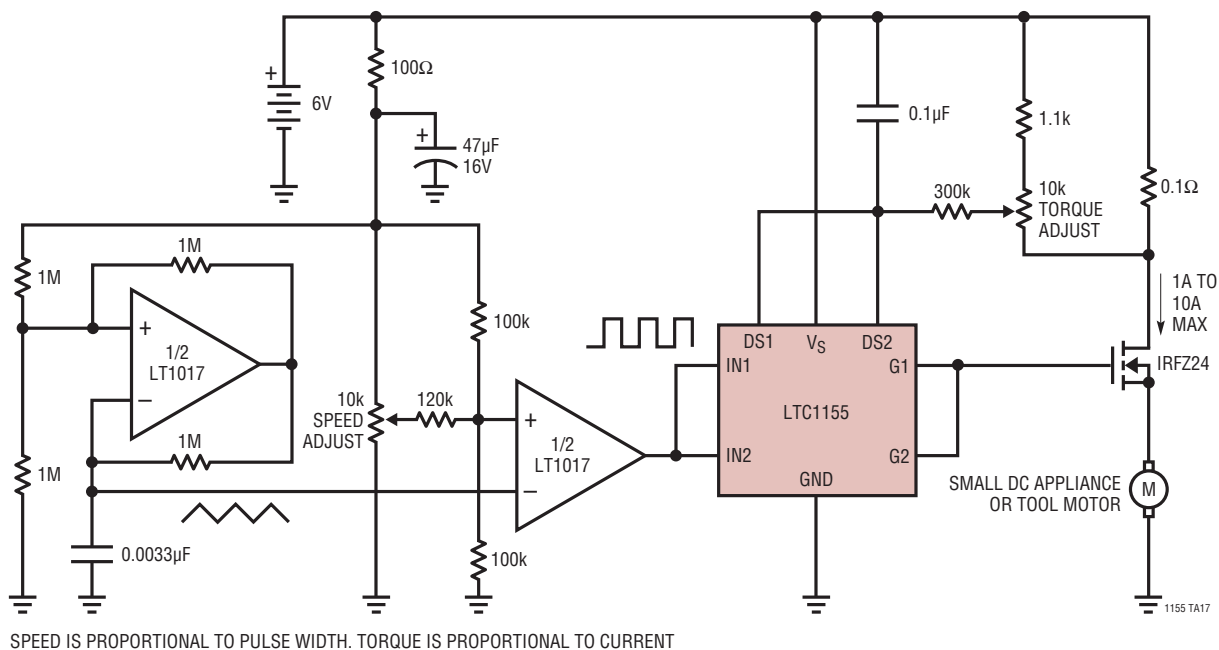 +
6V
100Ω
+
47µF
16V
0.1µF
1.1k
300k
10k
TORQUE
ADJUST
0.1Ω
1A TO
10A
MAX
1M
1M
+
1/2
LT1017
–
1M
1M
0.0033µF
100k
10k
SPEED
ADJUST
120k
+
1/2
LT1017
–
100k
DS1
VS
DS2
IN1
G1
LTC1155
IN2
G2
GND
IRFZ24
SMALL DC APPLIANCE
OR TOOL MOTOR
M
1155 TA17
SPEED IS PROPORTIONAL TO PULSE WIDTH. TORQUE IS PROPORTIONAL TO CURRENT